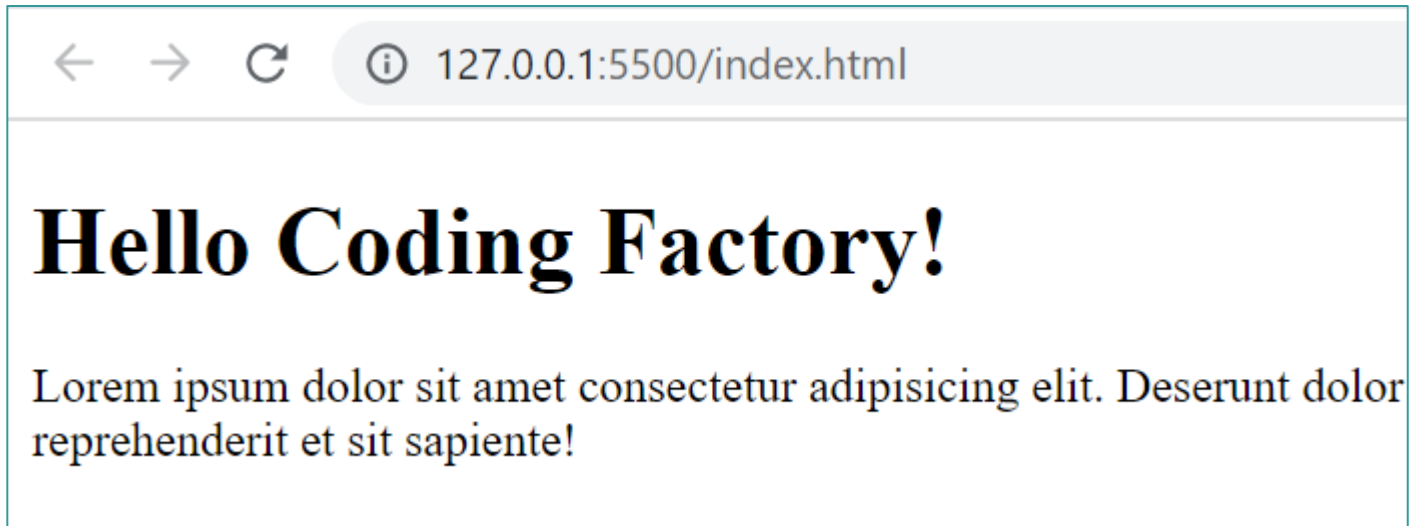 127.0.0.1:5500/index.html
Hello Coding Factory!
Lorem ipsum dolor sit amet consectetur adipisicing elit. Deserunt dolor
reprehenderit et sit sapiente!